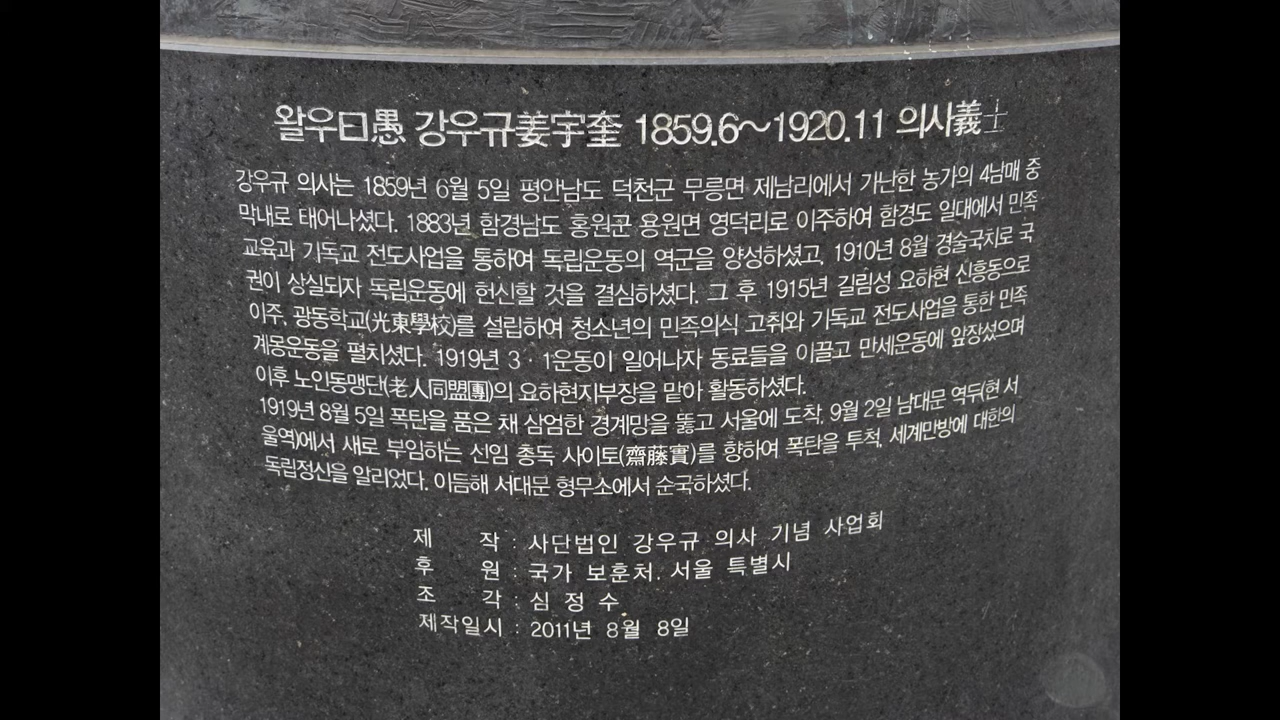 왈우曰愚 강우규姜宇奎 1859.6~1920.11 의사義士
강우규 의사는 1859년 6월 5일 평안남도 덕천군 무릉면 제남리에서 가난한 농가의 4남매 중
막내로 태어나셨다. 1883년 함경남도 홍원군 용원면 영덕리로 이주하여 함경도 일대에서 민족
교육과 기독교 전도사업을 통하여 독립운동의 역군을 양성하셨고, 1910년 8월 경술국치로 국
권이 상실되자 독립운동에 헌신할 것을 결심하셨다. 그 후 1915년 길림성 요하현 신흥동으로
이주, 광동학교(光東學校)를 설립하여 청소년의 민족의식 고취와 기독교 전도사업을 통한 민족
계몽운동을 펼치셨다. 1919년 3·1운동이 일어나자 동료들을 이끌고 만세운동에 앞장섰으며
이후 노인동맹단(老人同盟團)의 요하현지부장을 맡아 활동하셨다.
1919년 8월 5일 폭탄을 품은 채 삼엄한 경계망을 뚫고 서울에 도착, 9월 2일 남대문 역두(현 서
울역)에서 새로 부임하는 신임 총독 사이토(齋藤實)를 향하여 폭탄을 투척, 세계만방에 대한의
독립정신을 알리었다. 이듬해 서대문 형무소에서 순국하셨다.
제 작 : 사단법인 강우규 의사 기념 사업회
후 원 : 국가 보훈처. 서울 특별시
조 각 : 심 정 수
제작일시 : 2011년 8월 8일